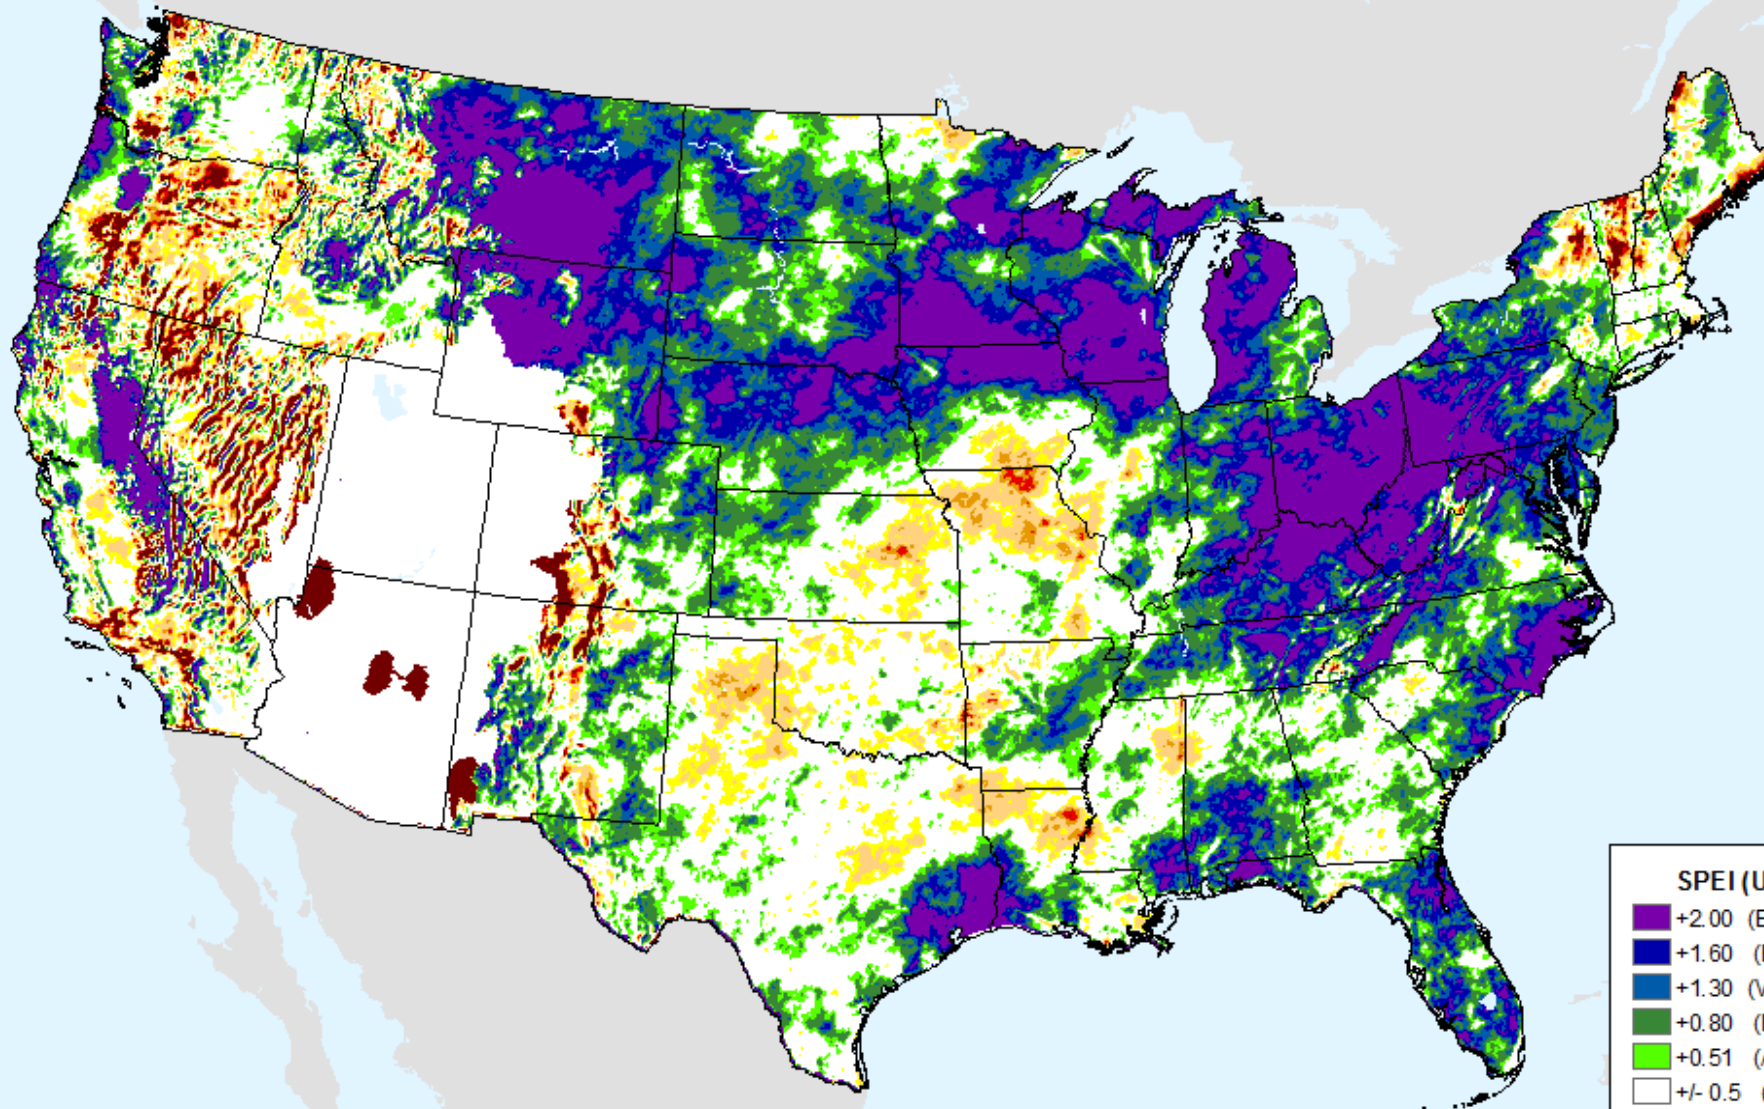 SPEI (U
+2.00 (E
+1.60 (
+1.30 (V
+0.80 (
+0.51 (
+/- 0.5 (